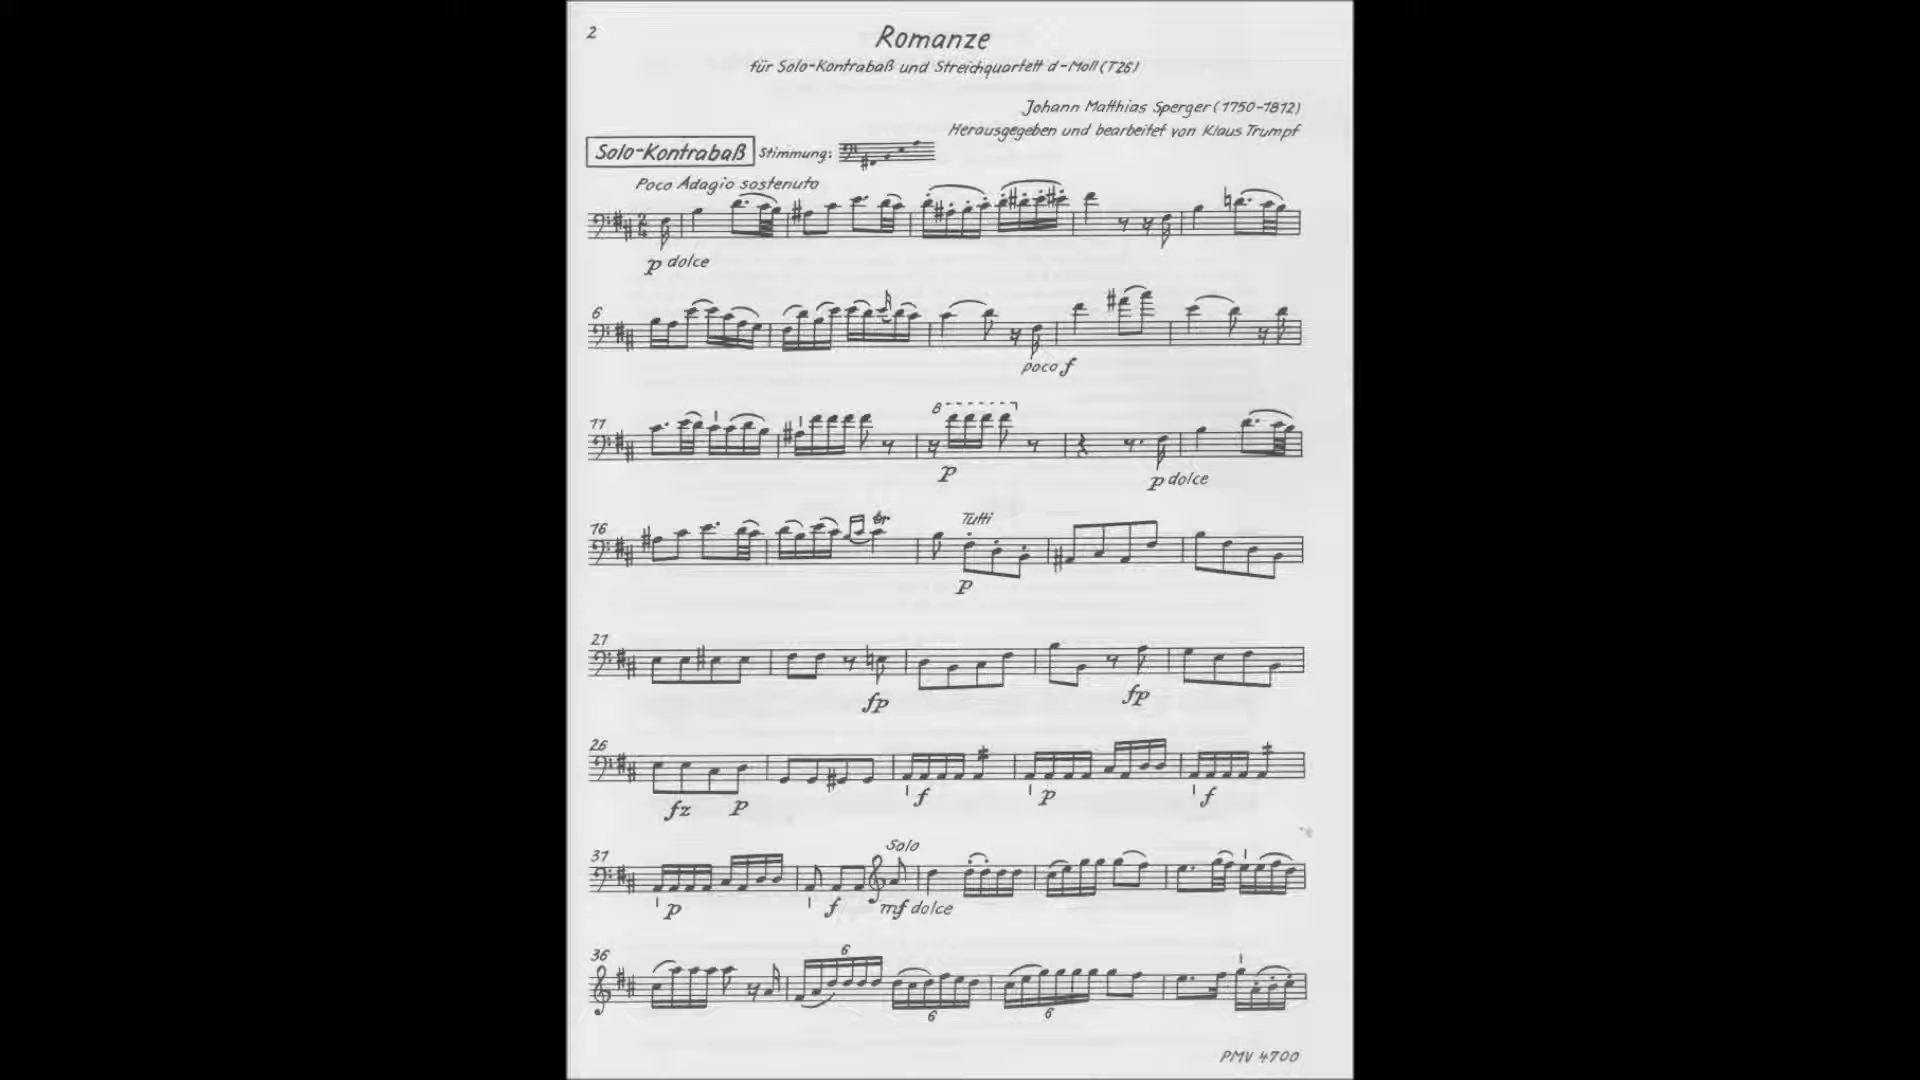 2
Romanze
für Solo-Kontrabaß und Streichquartett d-Moll (T26)
Johann Matthias Sperger (1750-1812)
Herausgegeben und bearbeitet von Klaus Trumpf
Solo-Kontrabaß Stimmung:
Poco Adagio sostenuto
2
4
p dolce
6
poco f
11
8
p
p dolce
16
tr
Tutti
p
21
fp
fp
26
fz
p
f
p
f
31
Solo
p
f
mf dolce
36
6
6
6
PMV 4700